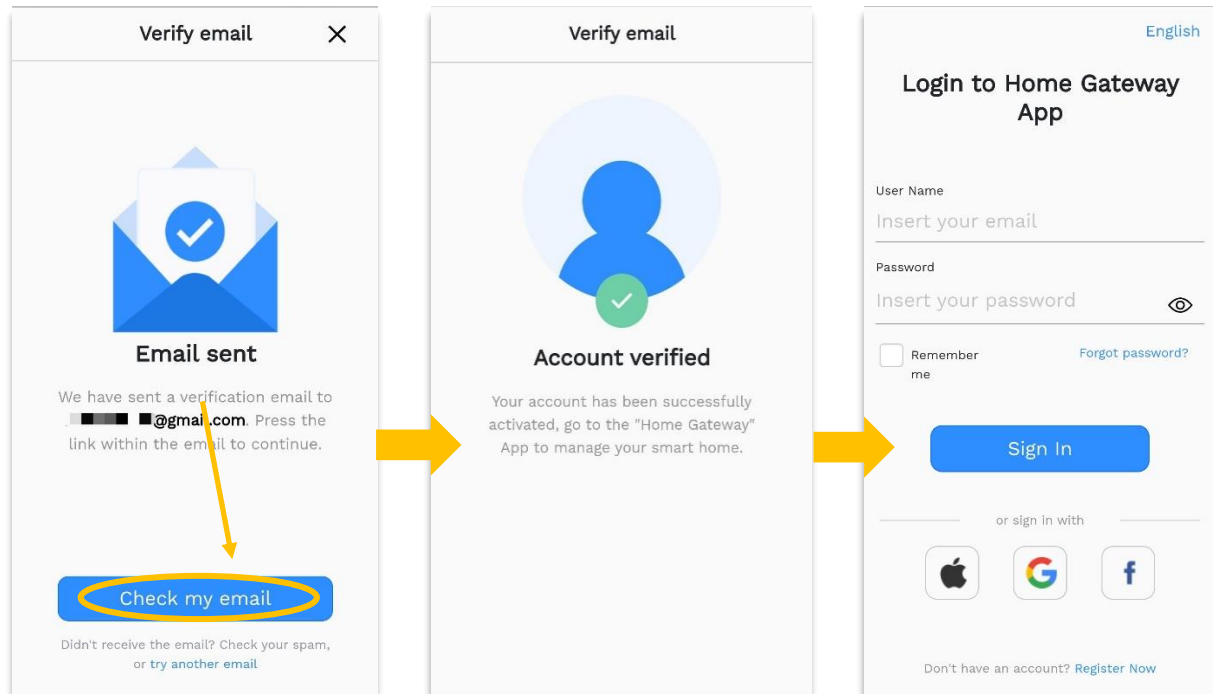 Verify email
Email sent
We have sent a verification email to
@gmail.com. Press the
link within the email to continue.
Check my email
Didn't receive the email? Check your spam,
or try another email
Verify email
Account verified
Your account has been successfully
activated, go to the "Home Gateway"
App to manage your smart home.
English
Login to Home Gateway
App
User Name
Insert your email
Password
Insert your password
Remember
me
Forgot password?
Sign In
or sign in with
Don't have an account? Register Now